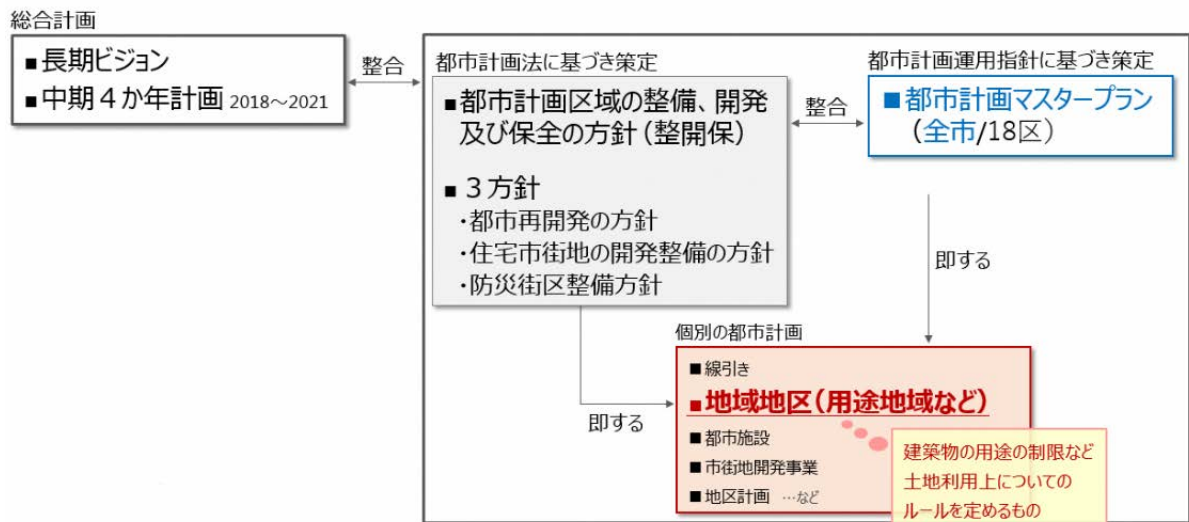 総合計画
■長期ビジョン
■中期４か年計画 2018～2021
整合
都市計画法に基づき策定
■都市計画区域の整備、開発
及び保全の方針（整開保）
■３方針
・都市再開発の方針
・住宅市街地の開発整備の方針
・防災街区整備方針
整合
都市計画運用指針に基づき策定
■都市計画マスタープラン
（全市/18区）
即する
即する
個別の都市計画
■線引き
■地域地区（用途地域など）
■都市施設
■市街地開発事業
■地区計画 …など
建築物の用途の制限など
土地利用上についての
ルールを定めるもの